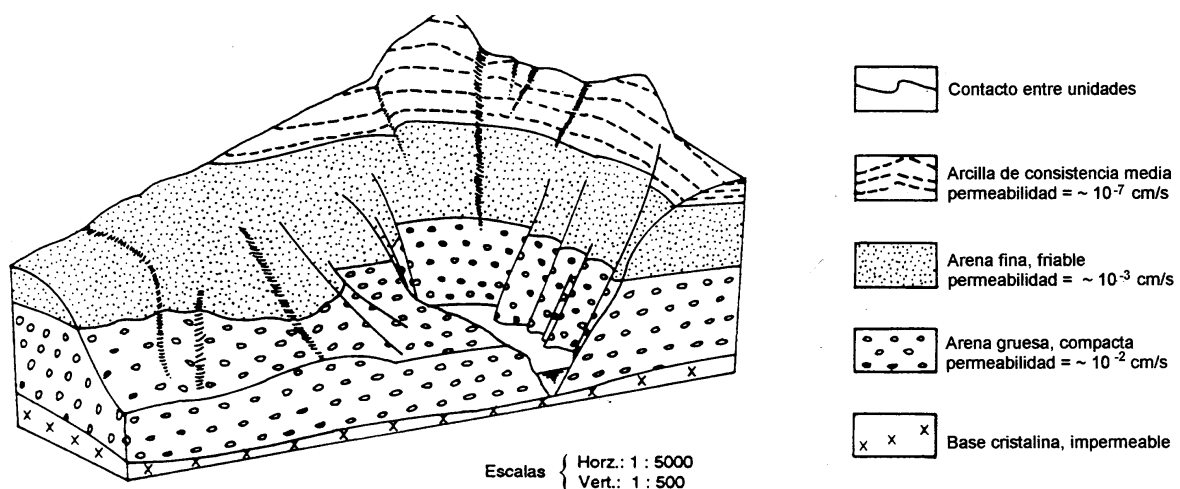 Contacto entre unidades
Arcilla de consistencia media
permeabilidad = ~ 10⁻⁷ cm/s
Arena fina, friable
permeabilidad = ~ 10⁻³ cm/s
Arena gruesa, compacta
permeabilidad = ~ 10⁻² cm/s
Base cristalina, impermeable
Escalas { Horz.: 1 : 5000
Vert.: 1 : 500